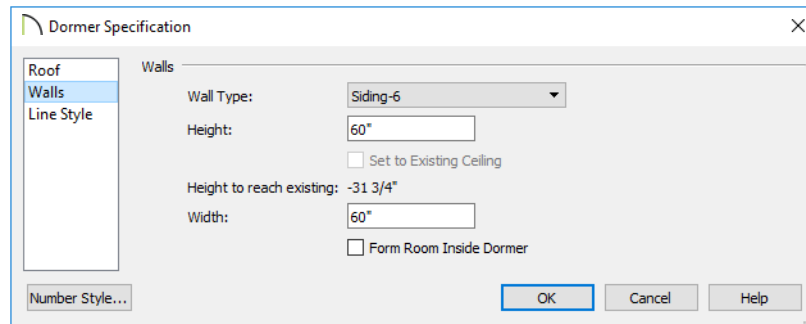 Dormer Specification
Roof
Walls
Line Style
Walls
Wall Type: Siding-6
Height: 60"
Set to Existing Ceiling
Height to reach existing: -31 3/4"
Width: 60"
Form Room Inside Dormer
Number Style... OK Cancel Help